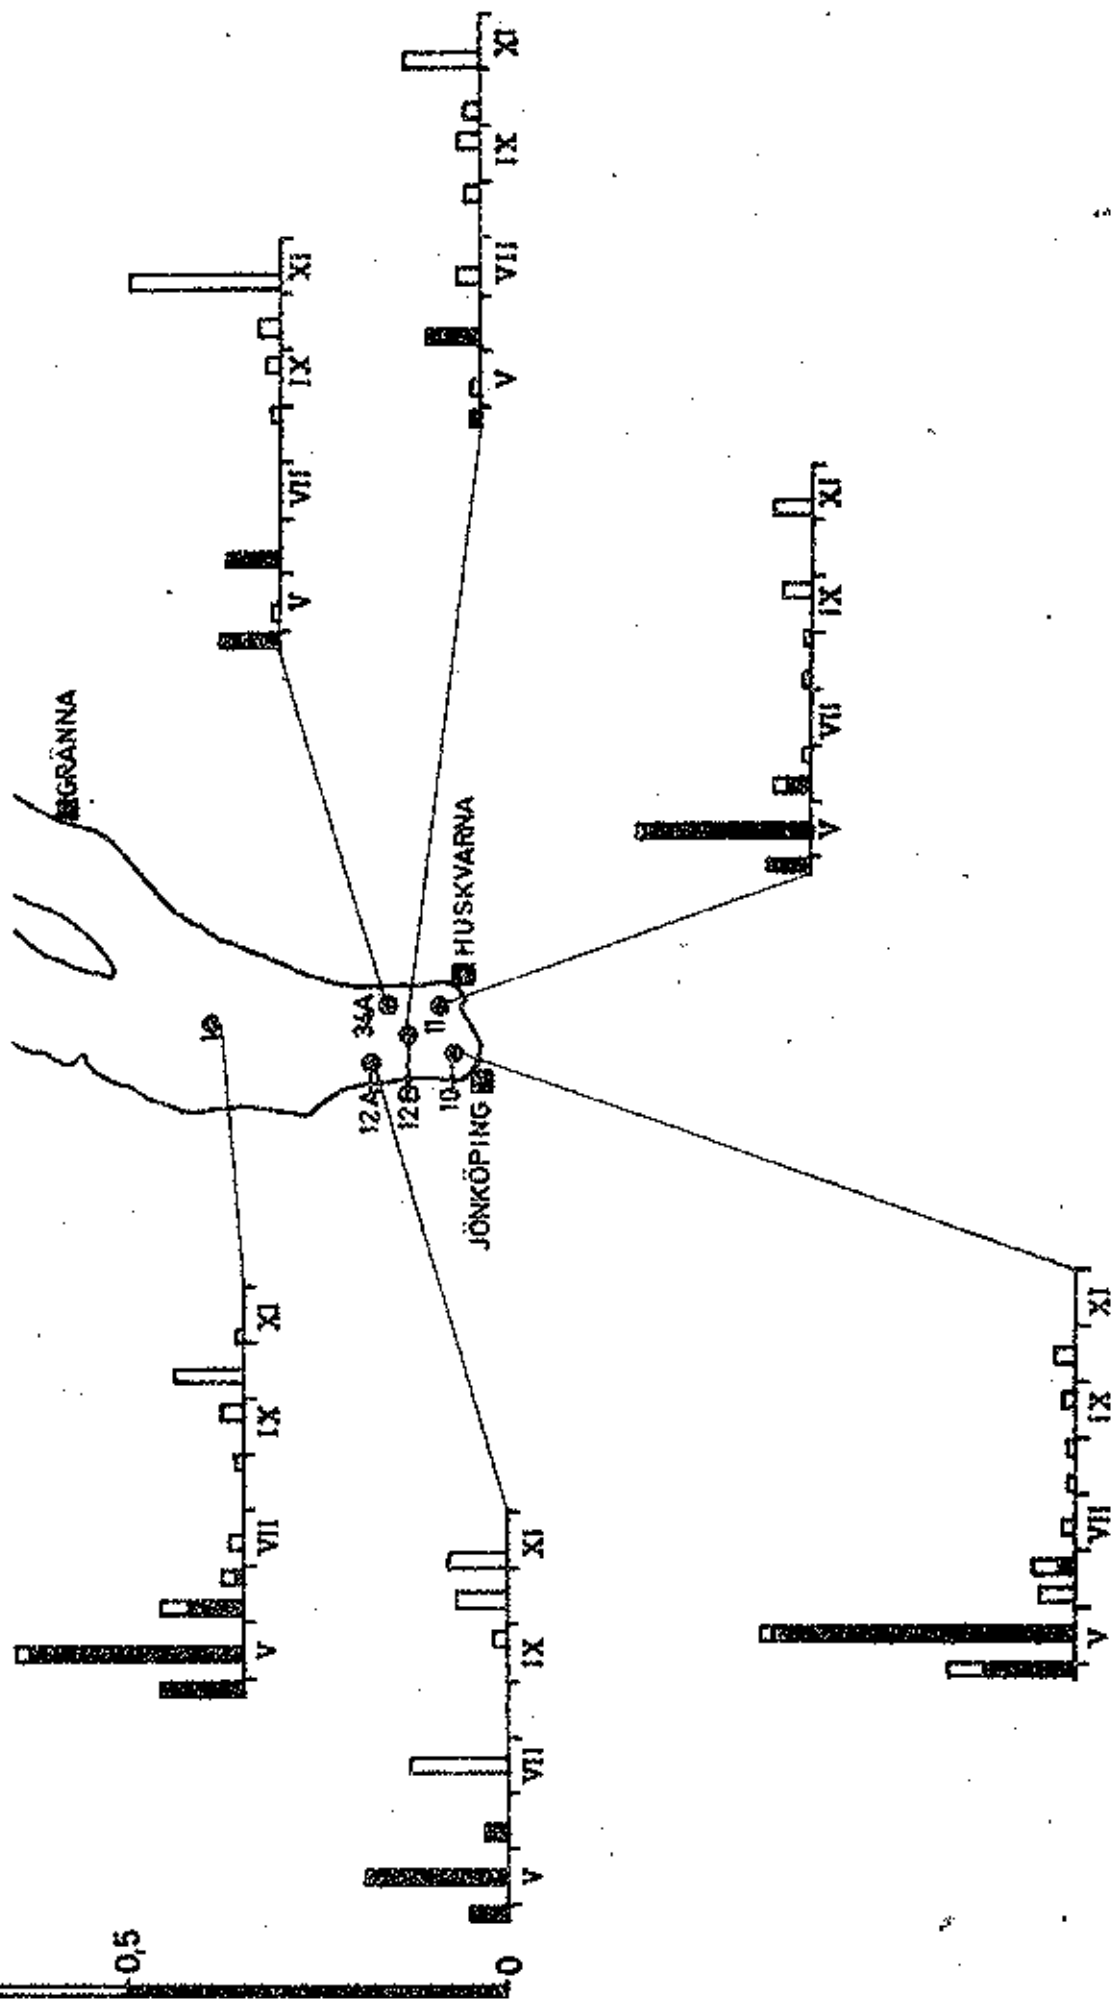 GRÄNNA
1
V VII IX XI
34A
V VII IX XI
12A
12B
V VII IX XI
11
HUSKVARNA
10
JÖNKÖPING
V VII IX XI
V VII IX XI
V VII IX XI
0,5
0